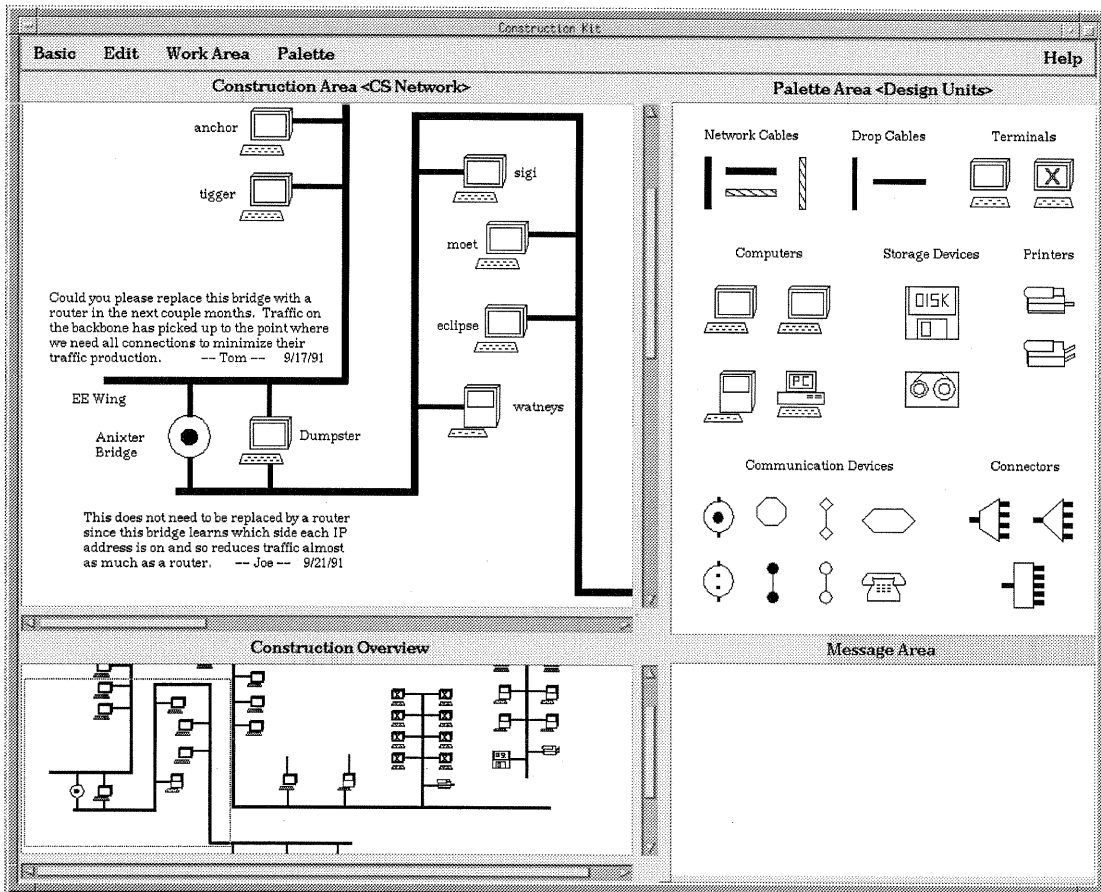 Construction Kit
Basic Edit Work Area Palette Help
Construction Area <CS Network>
anchor
tigger
sigi
moet
eclipse
watneys
Could you please replace this bridge with a
router in the next couple months. Traffic on
the backbone has picked up to the point where
we need all connections to minimize their
traffic production. -- Tom -- 9/17/91
EE Wing
Anixter
Bridge
Dumpster
This does not need to be replaced by a router
since this bridge learns which side each IP
address is on and so reduces traffic almost
as much as a router. -- Joe -- 9/21/91
Palette Area <Design Units>
Network Cables Drop Cables Terminals
X
Computers Storage Devices Printers
DISK
PC
Communication Devices Connectors
Construction Overview
Message Area